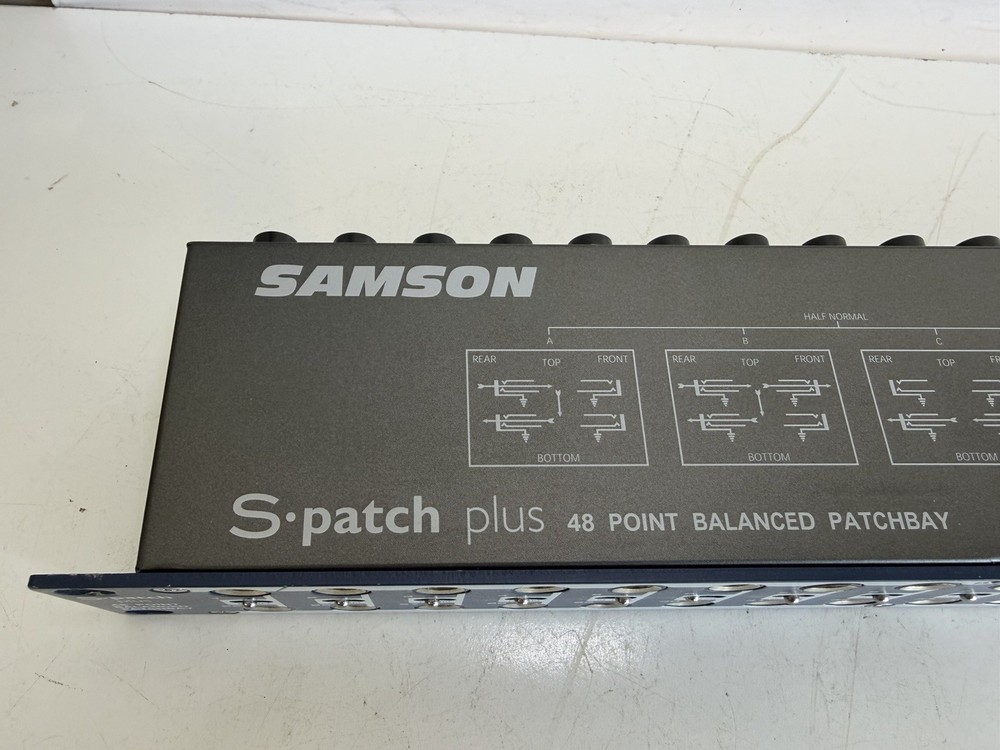 SAMSON
HALF NORMAL
A B C
REAR TOP FRONT REAR TOP FRONT REAR TOP
BOTTOM BOTTOM BOTTOM
S·patch plus 48 POINT BALANCED PATCHBAY